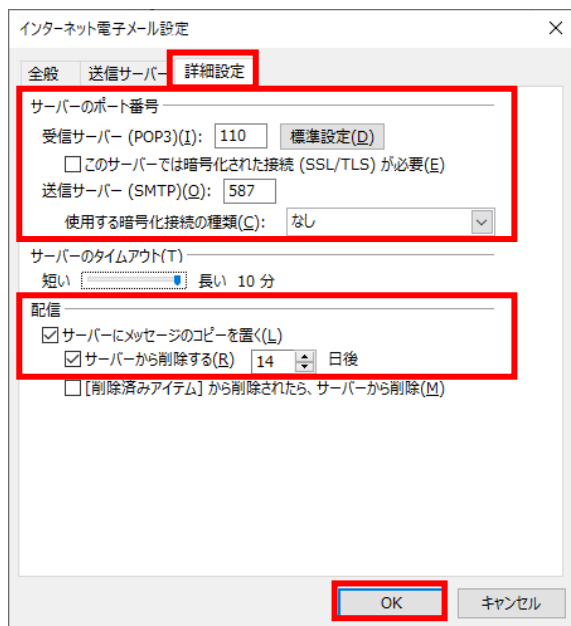 インターネット電子メール設定
全般 送信サーバー 詳細設定
サーバーのポート番号
受信サーバー (POP3)(I): 110 標準設定(D)
このサーバーでは暗号化された接続 (SSL/TLS) が必要(E)
送信サーバー (SMTP)(O): 587
使用する暗号化接続の種類(C): なし
サーバーのタイムアウト(T)
短い 長い 10 分
配信
サーバーにメッセージのコピーを置く(L)
サーバーから削除する(R) 14 日後
[削除済みアイテム] から削除されたら、サーバーから削除(M)
OK キャンセル